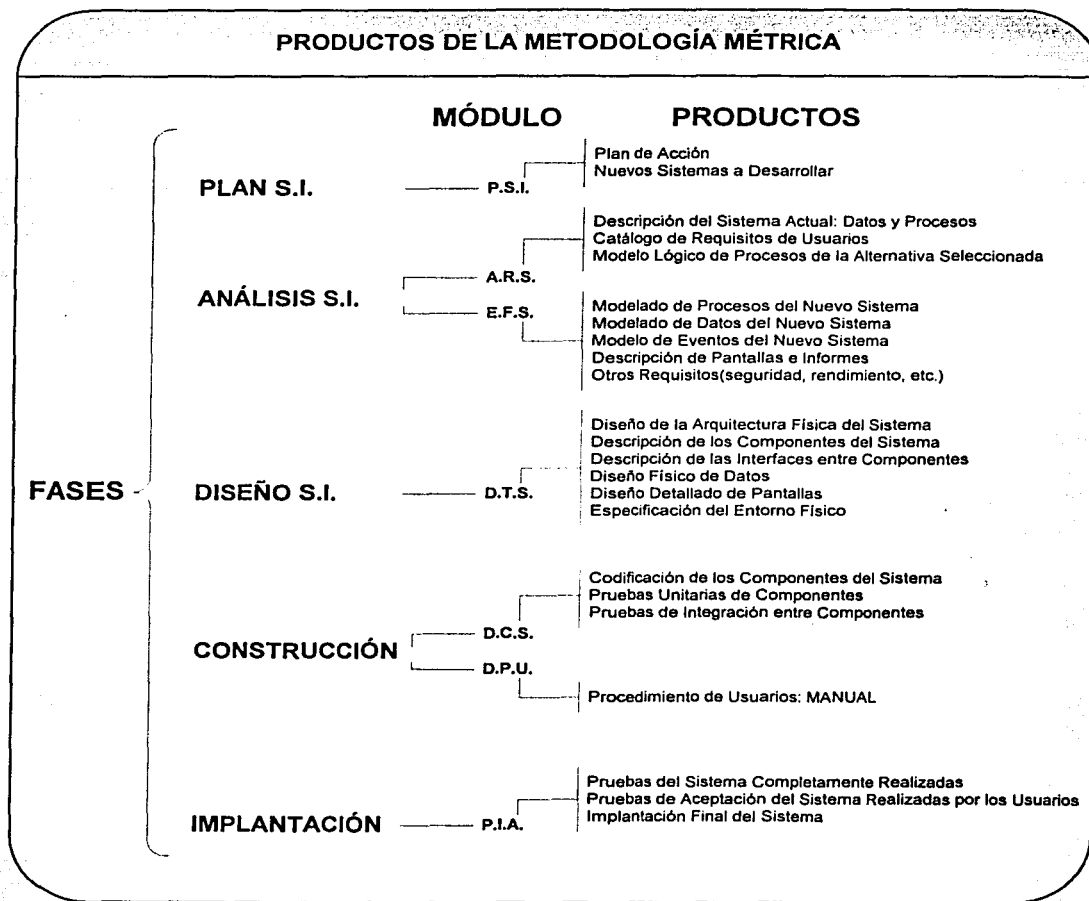 PRODUCTOS DE LA METODOLOGÍA MÉTRICA
MÓDULO PRODUCTOS
PLAN S.I.
P.S.I.
Plan de Acción
Nuevos Sistemas a Desarrollar
ANÁLISIS S.I.
A.R.S.
Descripción del Sistema Actual: Datos y Procesos
Catálogo de Requisitos de Usuarios
Modelo Lógico de Procesos de la Alternativa Seleccionada
E.F.S.
Modelado de Procesos del Nuevo Sistema
Modelado de Datos del Nuevo Sistema
Modelo de Eventos del Nuevo Sistema
Descripción de Pantallas e Informes
Otros Requisitos(seguridad, rendimiento, etc.)
FASES
DISEÑO S.I.
D.T.S.
Diseño de la Arquitectura Física del Sistema
Descripción de los Componentes del Sistema
Descripción de las Interfaces entre Componentes
Diseño Físico de Datos
Diseño Detallado de Pantallas
Especificación del Entorno Físico
CONSTRUCCIÓN
D.C.S.
Codificación de los Componentes del Sistema
Pruebas Unitarias de Componentes
Pruebas de Integración entre Componentes
D.P.U.
Procedimiento de Usuarios: MANUAL
IMPLANTACIÓN
P.I.A.
Pruebas del Sistema Completamente Realizadas
Pruebas de Aceptación del Sistema Realizadas por los Usuarios
Implantación Final del Sistema